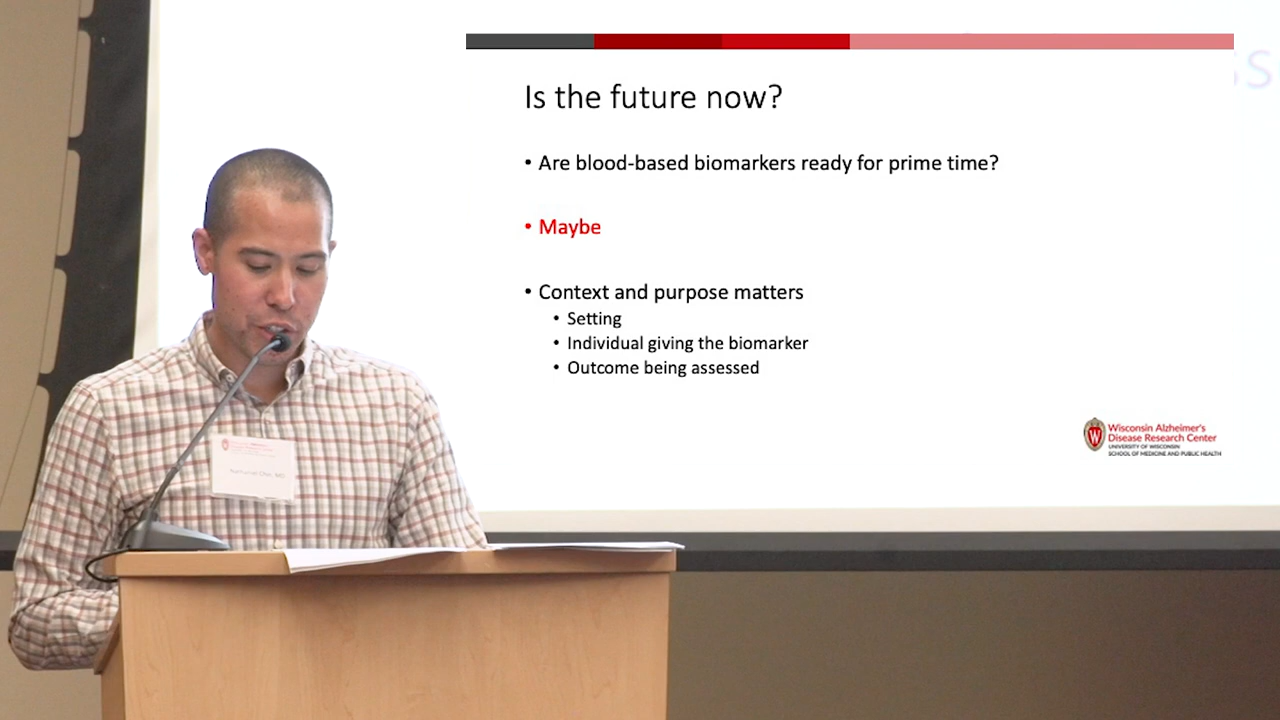 Is the future now?
• Are blood-based biomarkers ready for prime time?
• Maybe
• Context and purpose matters
• Setting
• Individual giving the biomarker
• Outcome being assessed
Wisconsin Alzheimer's
Disease Research Center
UNIVERSITY OF WISCONSIN
SCHOOL OF MEDICINE AND PUBLIC HEALTH